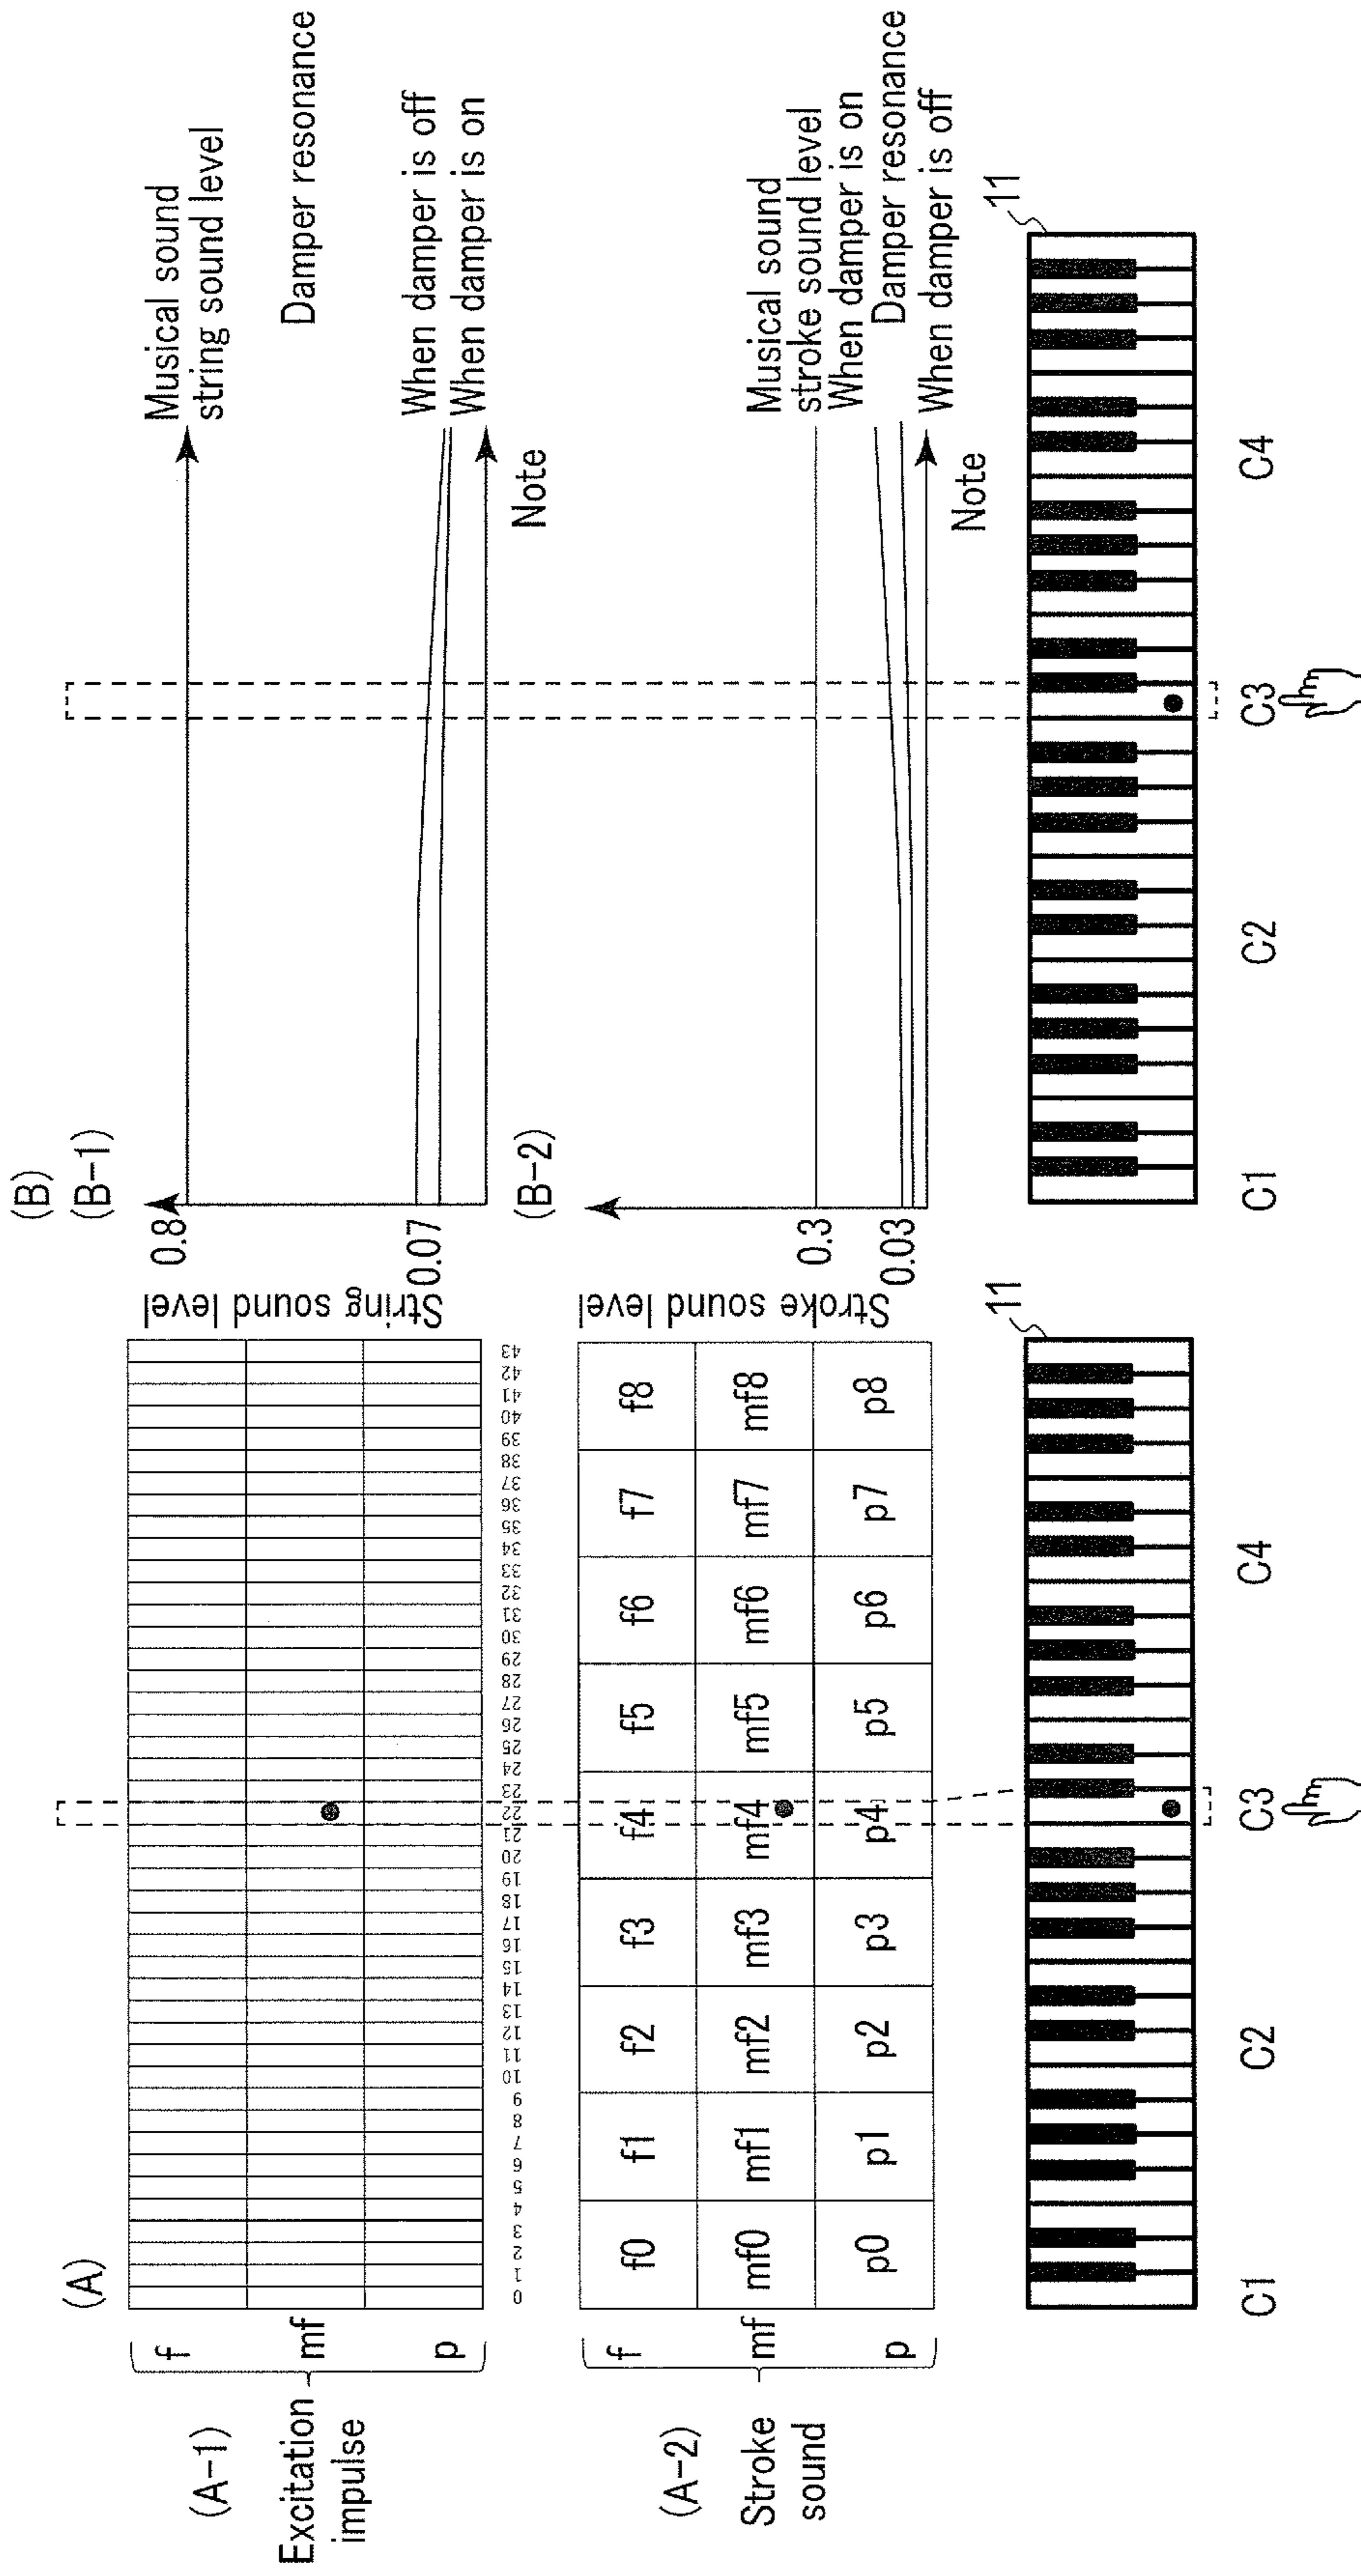 (A)
(A-1)
Excitation
impulse
f
mf
p
0 1 2 3 4 5 6 7 8 9 10 11 12 13 14 15 16 17 18 19 20 21 22 23 24 25 26 27 28 29 30 31 32 33 34 35 36 37 38 39 40 41 42 43
(A-2)
Stroke
sound
f
mf
p
f0 f1 f2 f3 f4 f5 f6 f7 f8
mf0 mf1 mf2 mf3 mf4 mf5 mf6 mf7 mf8
p0 p1 p2 p3 p4 p5 p6 p7 p8
11
C1 C2 C3 C4
(B)
(B-1)
String sound level
0.8
0.07
Musical sound
string sound level
Damper resonance
When damper is off
When damper is on
Note
(B-2)
Stroke sound level
0.3
0.03
Musical sound
stroke sound level
When damper is on
Damper resonance
When damper is off
Note
11
C1 C2 C3 C4